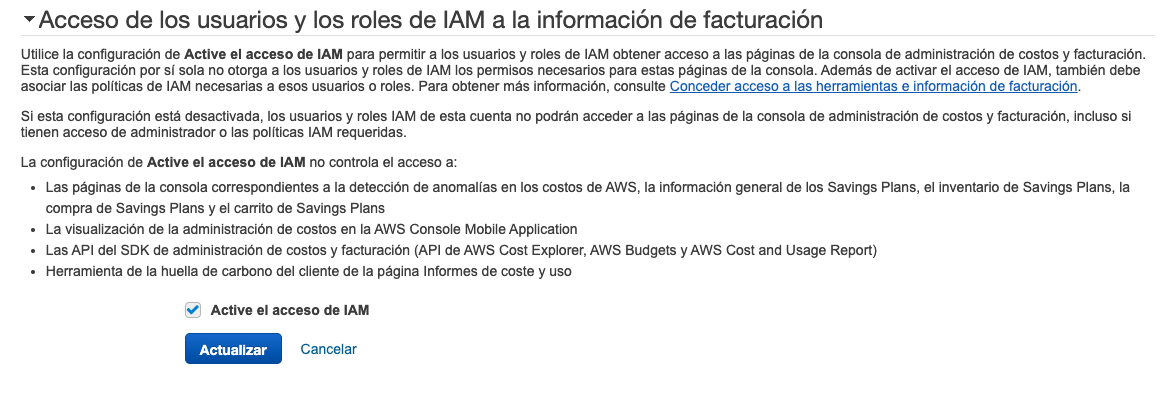 Acceso de los usuarios y los roles de IAM a la información de facturación
Utilice la configuración de Active el acceso de IAM para permitir a los usuarios y roles de IAM obtener acceso a las páginas de la consola de administración de costos y facturación.
Esta configuración por sí sola no otorga a los usuarios y roles de IAM los permisos necesarios para estas páginas de la consola. Además de activar el acceso de IAM, también debe
asociar las políticas de IAM necesarias a esos usuarios o roles. Para obtener más información, consulte Conceder acceso a las herramientas e información de facturación.
Si esta configuración está desactivada, los usuarios y roles IAM de esta cuenta no podrán acceder a las páginas de la consola de administración de costos y facturación, incluso si
tienen acceso de administrador o las políticas IAM requeridas.
La configuración de Active el acceso de IAM no controla el acceso a:
• Las páginas de la consola correspondientes a la detección de anomalías en los costos de AWS, la información general de los Savings Plans, el inventario de Savings Plans, la
compra de Savings Plans y el carrito de Savings Plans
• La visualización de la administración de costos en la AWS Console Mobile Application
• Las API del SDK de administración de costos y facturación (API de AWS Cost Explorer, AWS Budgets y AWS Cost and Usage Report)
• Herramienta de la huella de carbono del cliente de la página Informes de coste y uso
Active el acceso de IAM
Actualizar Cancelar